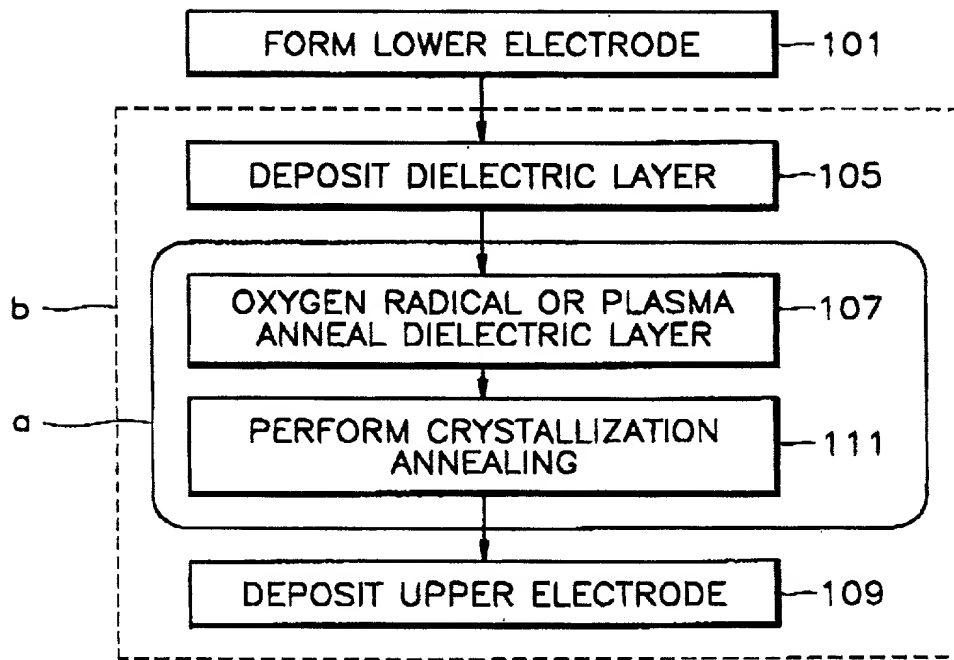 FORM LOWER ELECTRODE 101
DEPOSIT DIELECTRIC LAYER 105
OXYGEN RADICAL OR PLASMA
ANNEAL DIELECTRIC LAYER 107
b
PERFORM CRYSTALLIZATION
ANNEALING 111
a
DEPOSIT UPPER ELECTRODE 109